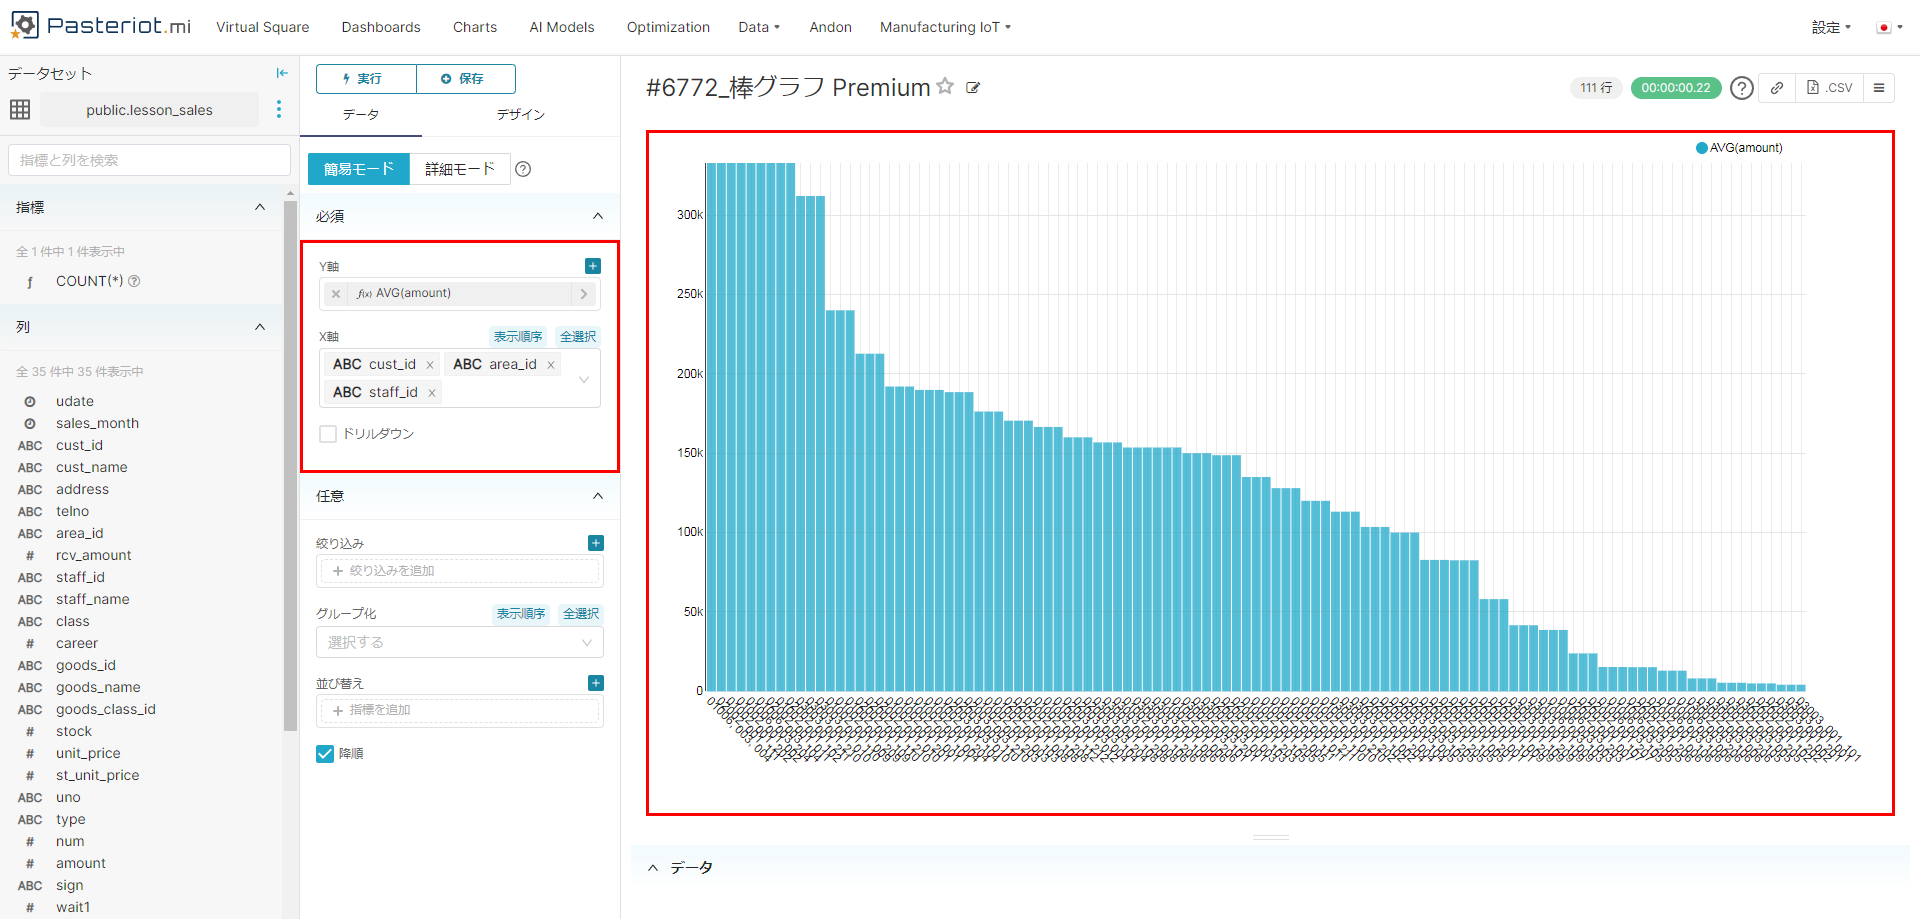 Pasteriot.mi Virtual Square Dashboards Charts AI Models Optimization Data Andon Manufacturing IoT 設定
データセット
public.lesson_sales
指標と列を検索
指標
全 1 件中 1 件表示中
ƒ COUNT(*)
列
全 35 件中 35 件表示中
udate
sales_month
ABC cust_id
ABC cust_name
ABC address
ABC telno
ABC area_id
# rcv_amount
ABC staff_id
ABC staff_name
ABC class
# career
ABC goods_id
ABC goods_name
ABC goods_class_id
# stock
# unit_price
# st_unit_price
ABC uno
ABC type
# num
# amount
ABC sign
# wait1
実行 保存
データ デザイン
簡易モード 詳細モード
必須
Y軸
f(x) AVG(amount)
X軸 表示順序 全選択
ABC cust_id x ABC area_id x
ABC staff_id x
ドリルダウン
任意
絞り込み
+ 絞り込みを追加
グループ化 表示順序 全選択
選択する
並び替え
+ 指標を追加
降順
#6772_棒グラフ Premium
111 行 00:00:00.22 .CSV
AVG(amount)
300k
250k
200k
150k
100k
50k
0
データ